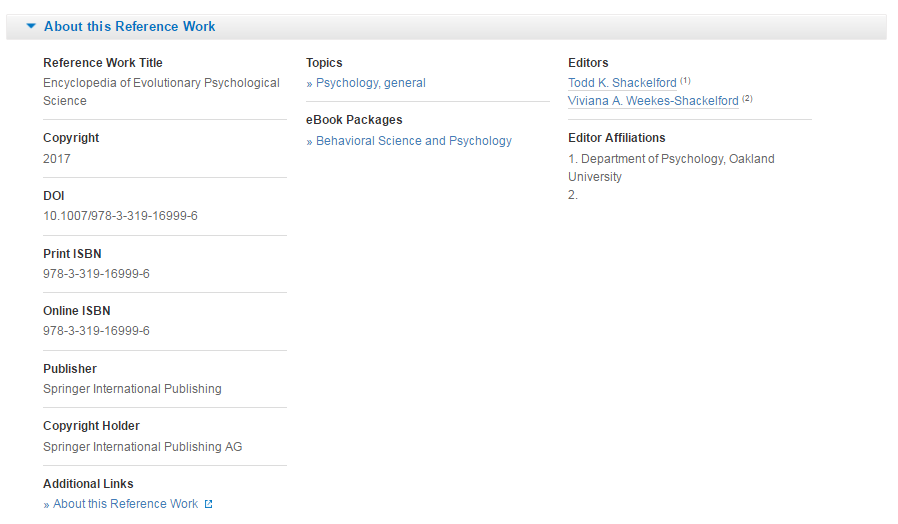 About this Reference Work
Reference Work Title
Encyclopedia of Evolutionary Psychological
Science
Copyright
2017
DOI
10.1007/978-3-319-16999-6
Print ISBN
978-3-319-16999-6
Online ISBN
978-3-319-16999-6
Publisher
Springer International Publishing
Copyright Holder
Springer International Publishing AG
Additional Links
» About this Reference Work
Topics
» Psychology, general
eBook Packages
» Behavioral Science and Psychology
Editors
Todd K. Shackelford (1)
Viviana A. Weekes-Shackelford (2)
Editor Affiliations
1. Department of Psychology, Oakland
University
2.